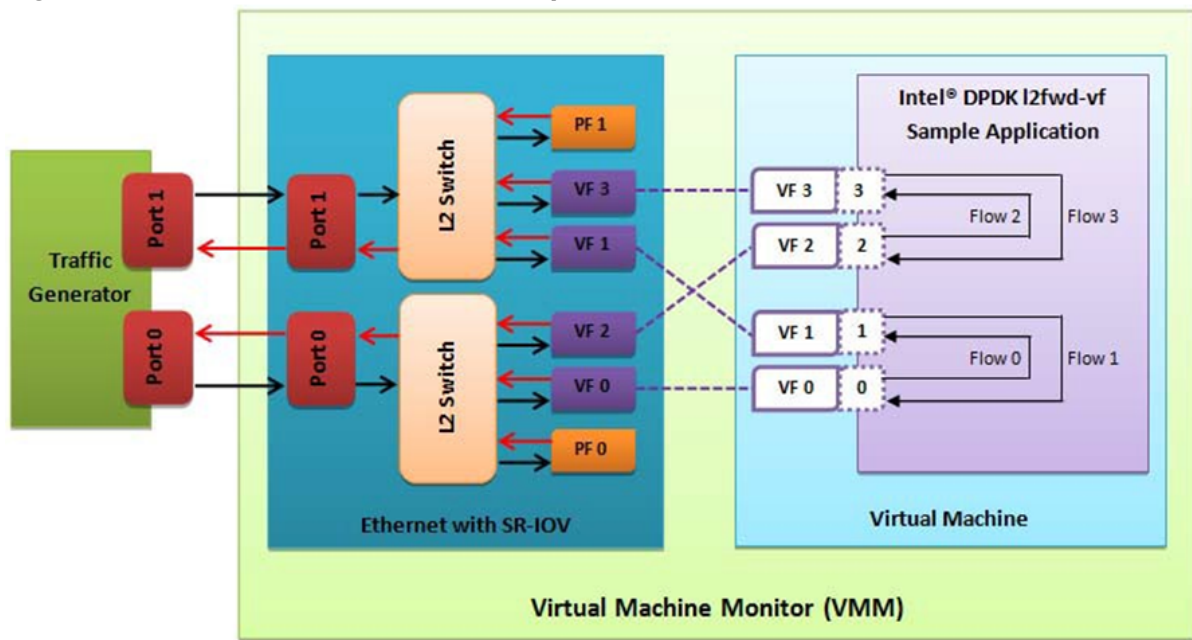 Intel® DPDK l2fwd-vf
Sample Application
PF 1
L2 Switch
VF 3
VF 1
Port 1
Port 1
VF 3
3
VF 2
2
Flow 2
Flow 3
Traffic
Generator
Port 0
Port 0
L2 Switch
VF 2
VF 0
PF 0
VF 1
1
VF 0
0
Flow 0
Flow 1
Ethernet with SR-IOV
Virtual Machine
Virtual Machine Monitor (VMM)